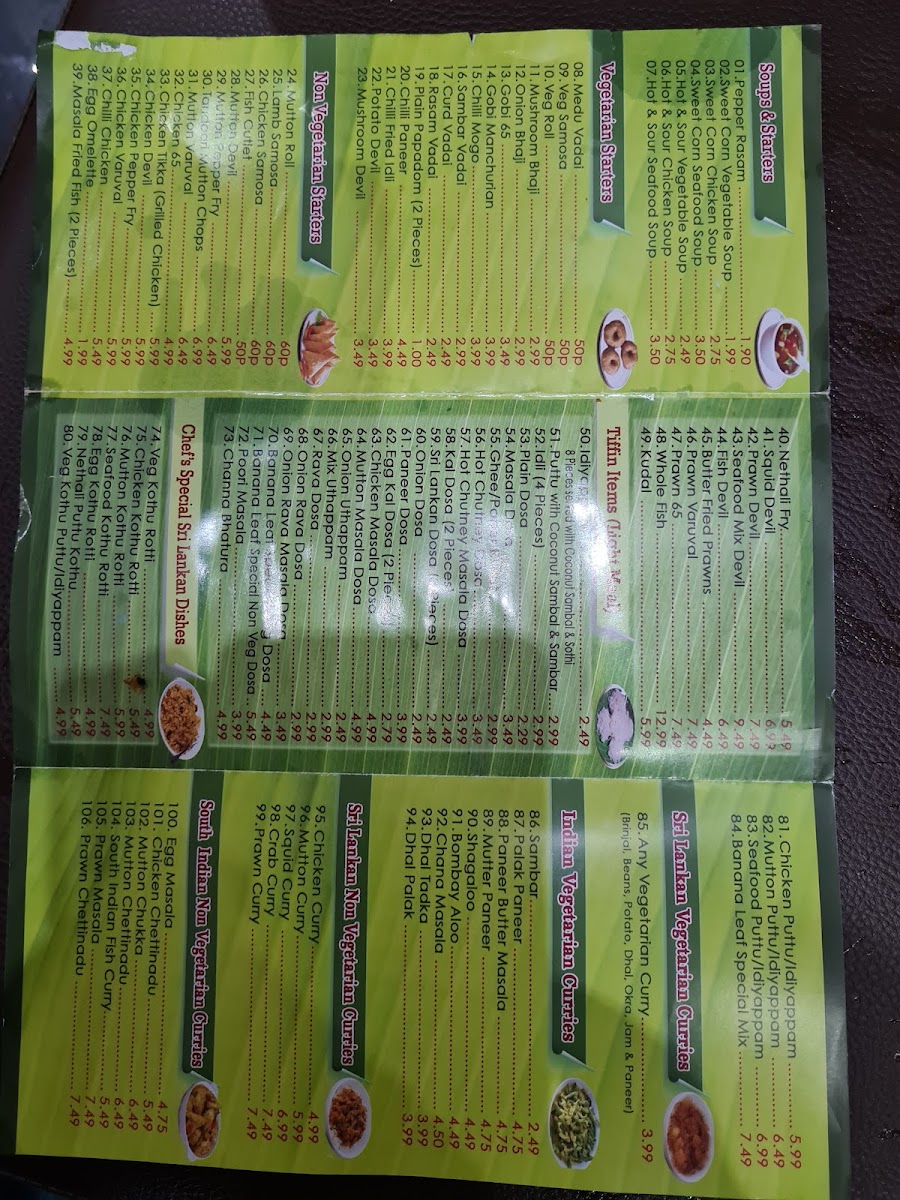 Soups & Starters
01.Pepper Rasam 1.90
02.Sweet Corn Vegetable Soup 1.99
03.Sweet Corn Chicken Soup 2.75
04.Sweet Corn Seafood Soup 3.50
05.Hot & Sour Vegetable Soup 2.49
06.Hot & Sour Chicken Soup 2.75
07.Hot & Sour Seafood Soup 3.50
Vegetarian Starters
08.Medu Vadai 50p
09.Veg Samosa 50p
10.Veg Roll 50p
11.Mushroom Bhaji 2.99
12.Onion Bhaji 2.99
13.Gobi 65 3.49
14.Gobi Manchurian 3.99
15.Chilli Mogo 3.99
16.Sambar Vadai 2.99
17.Curd Vadai 2.49
18.Rasam Vadai 2.49
19.Plain Papadom (2 Pieces) 1.00
20.Chilli Paneer 4.49
21.Chilli Fried Idli 3.99
22.Potato Devil 3.49
23.Mushroom Devil 3.49
Non Vegetarian Starters
24.Mutton Roll 60p
25.Lamb Samosa 60p
26.Chicken Samosa 60p
27.Fish Cutlet 50p
28.Mutton Devil 5.99
29.Mutton Pepper Fry 6.49
30.Tandoori Mutton Chops 6.99
31.Mutton Varuval 6.49
32.Chicken 65 4.99
33.Chicken Tikka (Grilled Chicken) 5.99
34.Chicken Devil 5.99
35.Chicken Pepper Fry 5.99
36.Chicken Varuval 5.99
37.Chilli Chicken 5.49
38.Egg Omelette 1.99
39.Masala Fried Fish (2 Pieces) 4.99
40.Nethali Fry 5.49
41.Squid Devil 6.99
42.Prawn Devil 7.49
43.Seafood Mix Devil 9.49
44.Fish Devil 6.49
45.Butter Fried Prawns 4.49
46.Prawn Varuval 7.49
47.Prawn 65 7.49
48.Whole Fish 12.99
49.Kudal 5.99
Tiffin Items (Light Meal)
50.Idiyappam 2.49
8 Pieces served with Coconut Sambal & Sothi
51.Puttu with Coconut Sambal & Sambar 2.99
52.Idli (4 Pieces) 2.49
53.Plain Dosa 2.29
54.Masala D 3.49
55.Ghee/Po 2.99
56.Hot Chutney Dosa 3.49
57.Hot Chutney Masala Dosa 3.99
58.Kal Dosa (2 Pieces) 2.49
59.Sri Lankan Dosa ( Pieces) 2.49
60.Onion Dosa 2.49
61.Paneer Dosa 3.99
62.Egg Kal Dosa (2 Pie 2.79
63.Chicken Masala Dosa 4.99
64.Mutton Masala Dosa 4.99
65.Onion Uthappam 2.49
66.Mix Uthappam 2.99
67.Rava Dosa 2.99
68.Onion Rava Dosa 2.99
69.Onion Rava Masala Dosa 3.49
70.Banana Leaf Dosa 4.49
71.Banana Leaf Special Non Veg Dosa 5.49
72.Poori Masala 3.99
73.Channa Bhatura 4.99
Chef's Special Sri Lankan Dishes
74.Veg Kothu Rotti 4.99
75.Chicken Kothu Rotti 5.49
76.Mutton Kothu Rotti 5.99
77.Seafood Kothu Rotti 7.49
78.Egg Kothu Rotti 4.99
79.Nethali Puttu Kothu 5.49
80.Veg Kothu Puttu/Idiyappam 4.99
81.Chicken Puttu/Idiyappam 5.99
82.Mutton Puttu/Idiyappam 6.49
83.Seafood Puttu/Idiyappam 6.99
84.Banana Leaf Special Mix 7.49
Sri Lankan Vegetarian Curries
85.Any Vegetarian Curry 3.99
(Brinjal, Beans, Potato, Dhal, Okra, Jam & Paneer)
Indian Vegetarian Curries
86.Sambar 2.49
87.Palak Paneer 4.75
88.Paneer Butter Masala 4.75
89.Mutter Paneer 4.75
90.Shagaloo 4.49
91.Bombay Aloo 4.49
92.Chana Masala 4.50
93.Dhal Tadka 3.99
94.Dhal Palak 3.99
Sri Lankan Non Vegetarian Curries
95.Chicken Curry 4.99
96.Mutton Curry 5.99
97.Squid Curry 6.99
98.Crab Curry 7.49
99.Prawn Curry 7.49
South Indian Non Vegetarian Curries
100. Egg Masala 4.75
101. Chicken Chettinadu 5.49
102. Mutton Chukka 6.49
103. Mutton Chettinadu 6.49
104. South Indian Fish Curry 5.49
105. Prawn Masala 7.49
106. Prawn Chettinadu 7.49